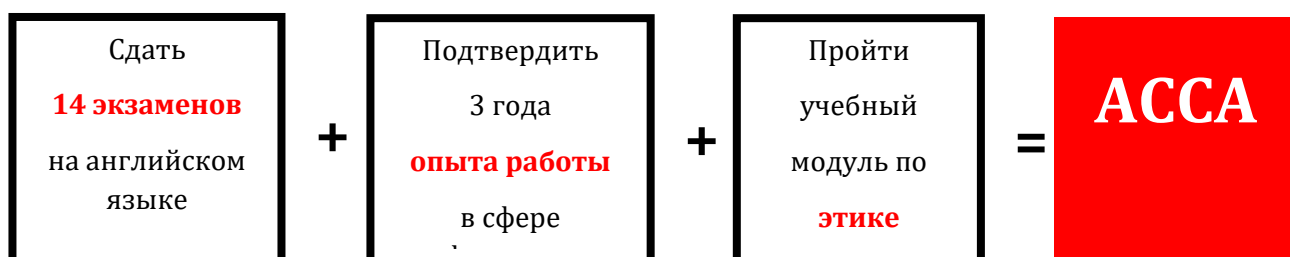 Сдать
14 экзаменов
на английском
языке
+
Подтвердить
3 года
опыта работы
в сфере
+
Пройти
учебный
модуль по
этике
=
ACCA